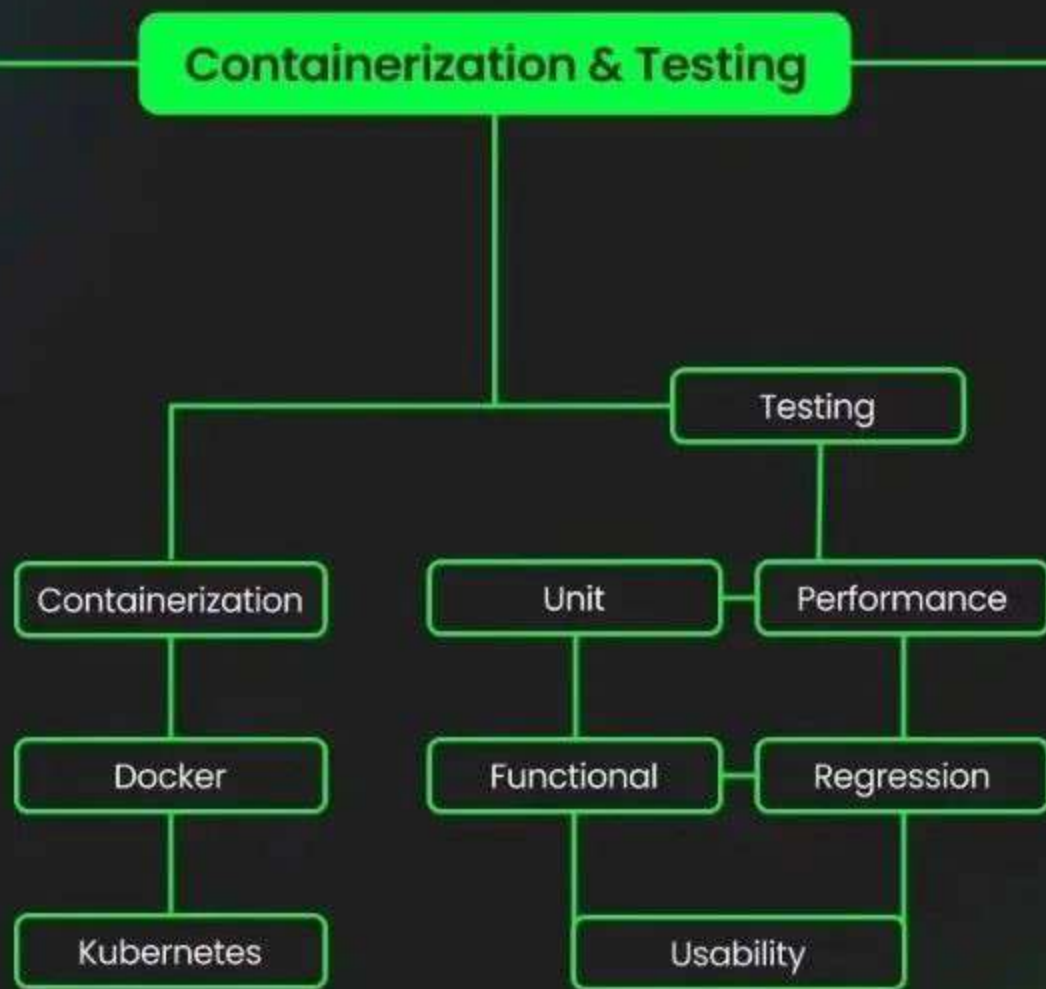 Containerization & Testing
Testing
Containerization
Unit
Performance
Docker
Functional
Regression
Kubernetes
Usability